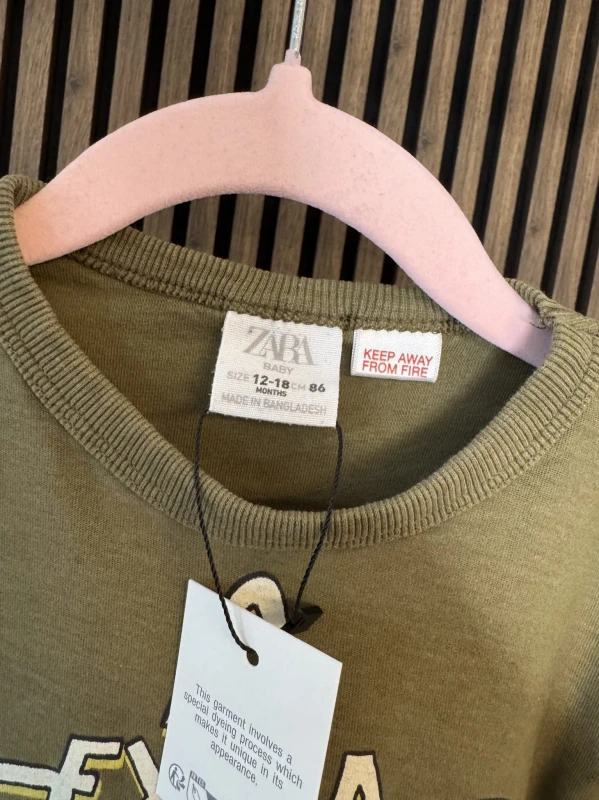 ZARA
BABY
SIZE 12-18 CM 86
MONTHS
MADE IN BANGLADESH
KEEP AWAY
FROM FIRE
This garment involves a
special dyeing process which
makes it unique in its
appearance.